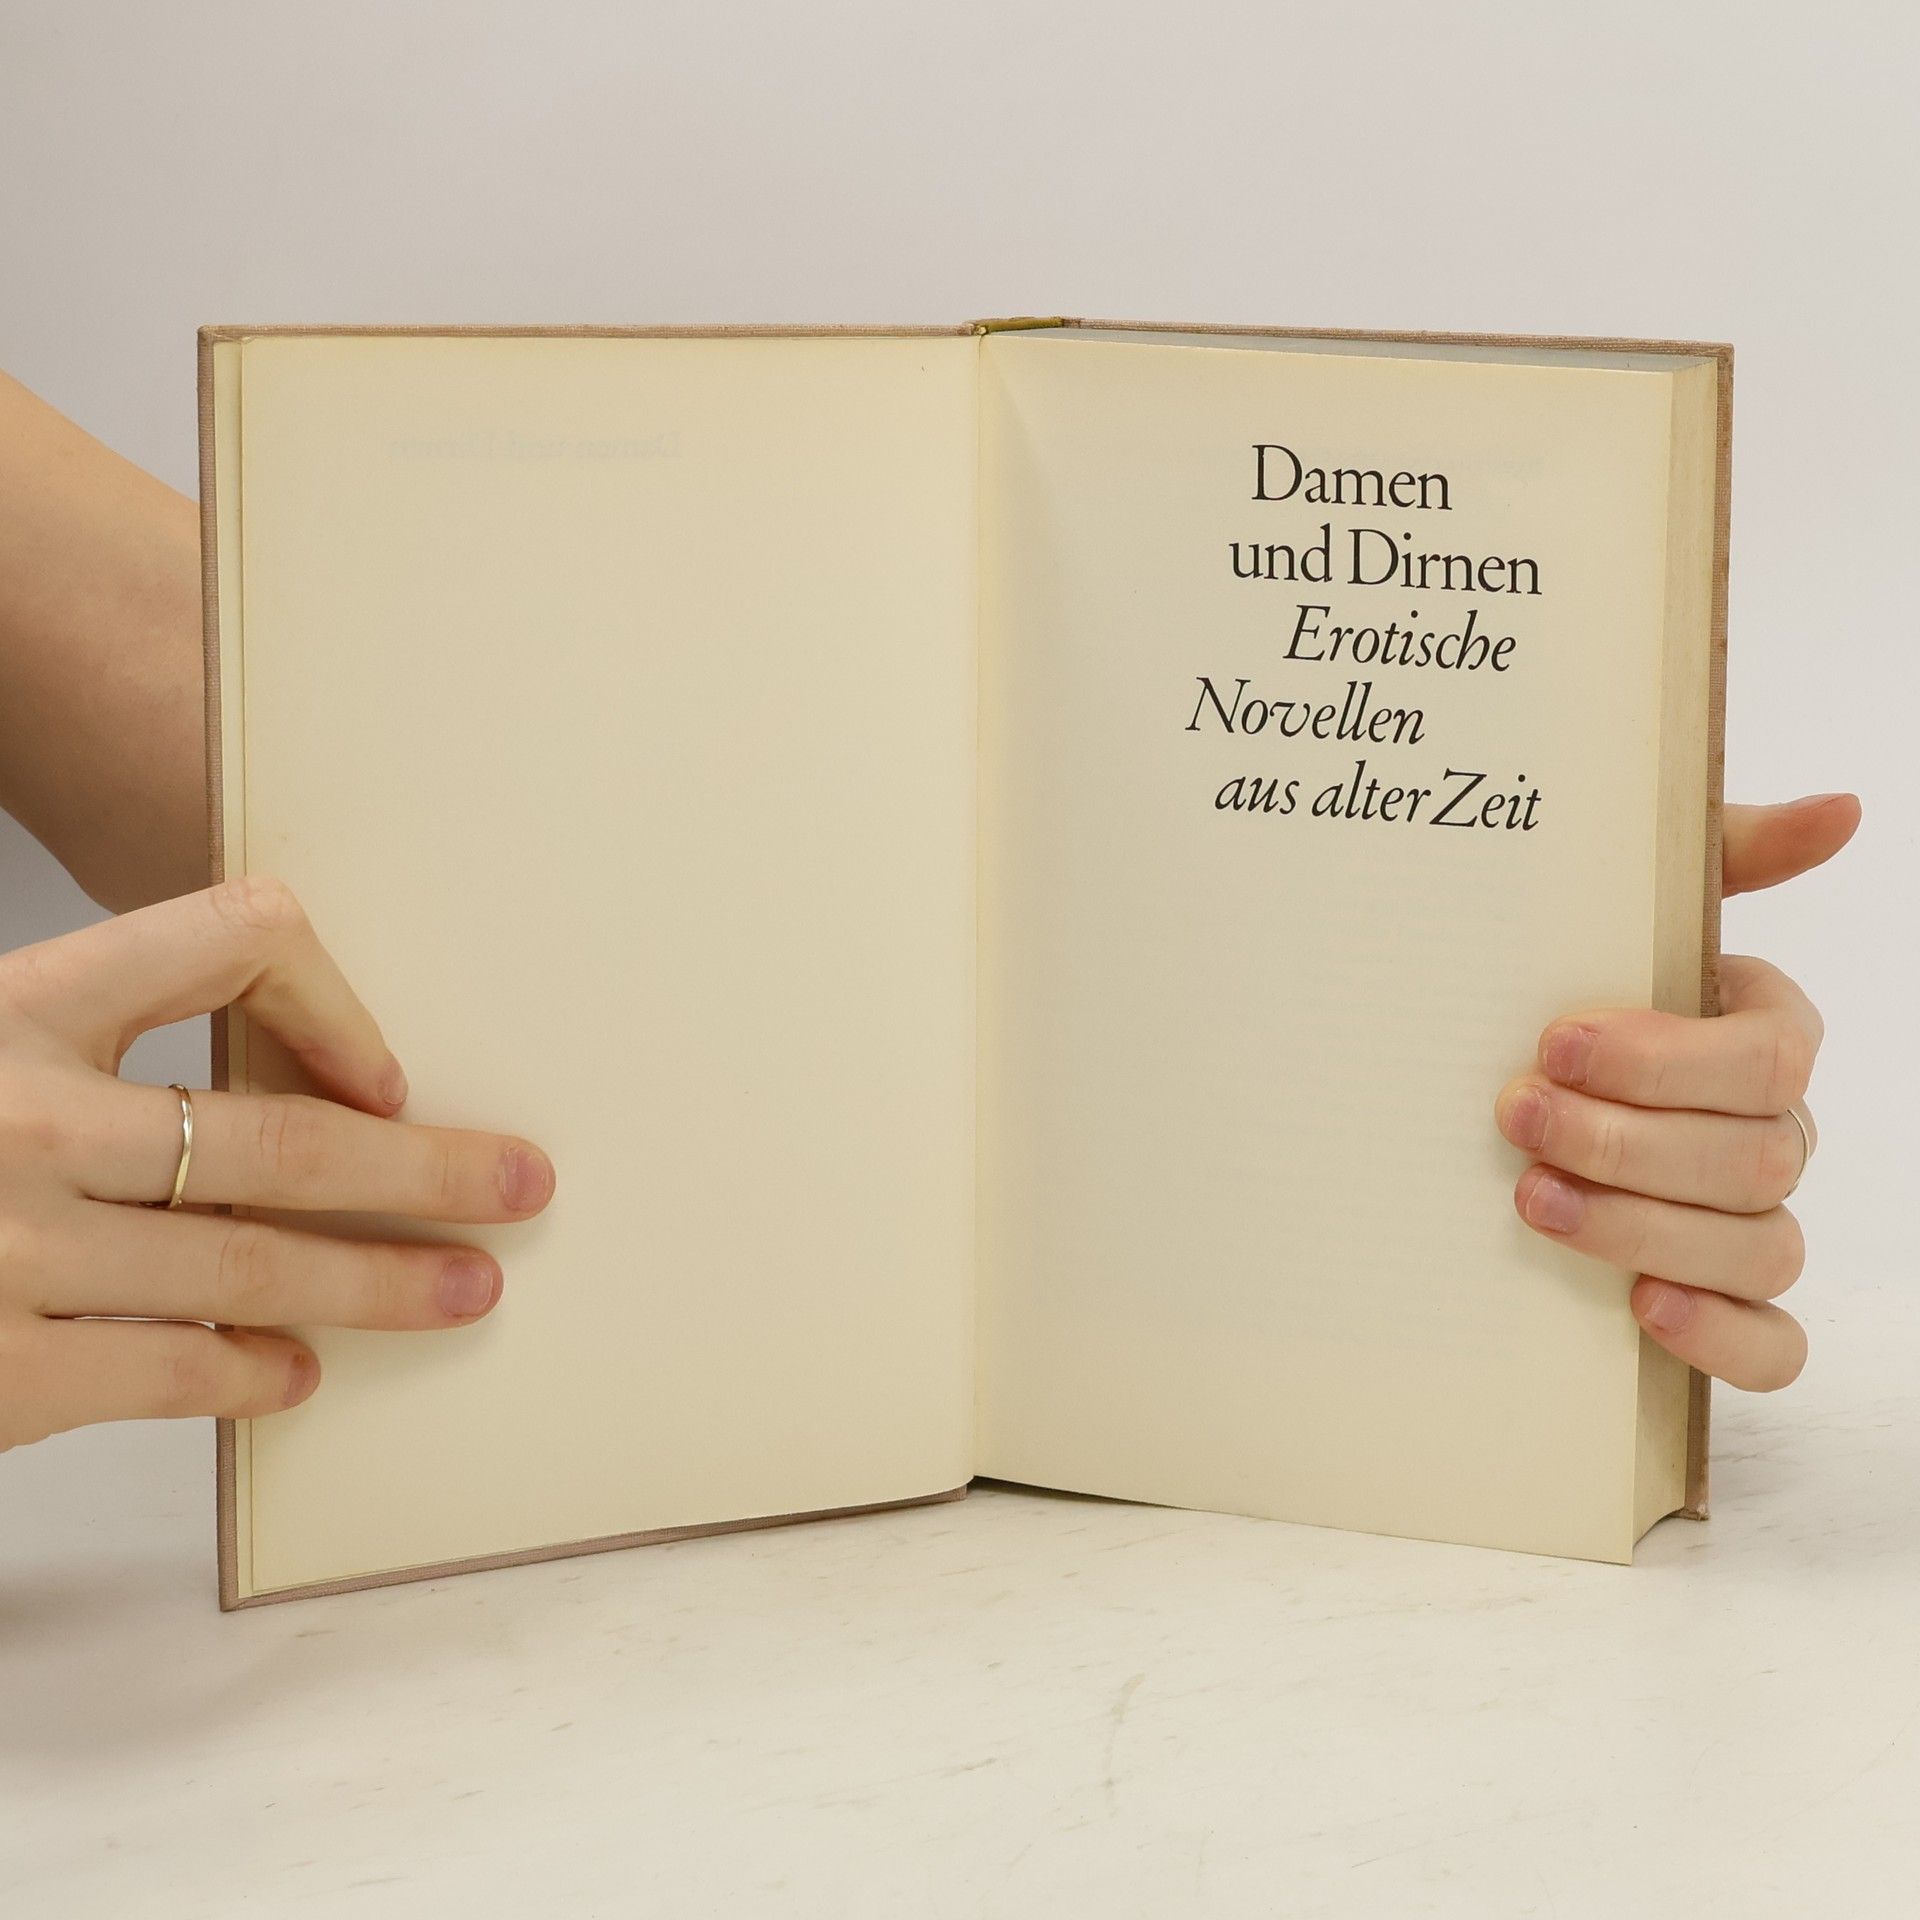 Damen
und Dirnen
Erotische
Novellen
aus alter Zeit